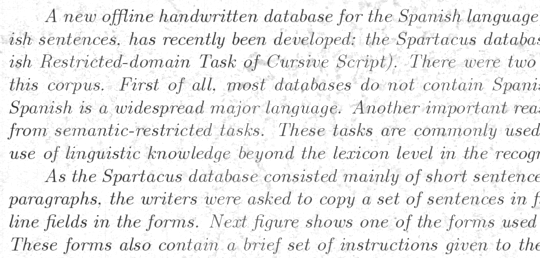 A new offline handwritten database for the Spanish language
ish sentences, has recently been developed: the Spartacus databas
ish Restricted-domain Task of Cursive Script). There were two
this corpus. First of all, most databases do not contain Spani
Spanish is a widespread major language. Another important rea
from semantic-restricted tasks. These tasks are commonly used
use of linguistic knowledge beyond the lexicon level in the recogn
As the Spartacus database consisted mainly of short sentence
paragraphs, the writers were asked to copy a set of sentences in f
line fields in the forms. Next figure shows one of the forms used
These forms also contain a brief set of instructions given to the